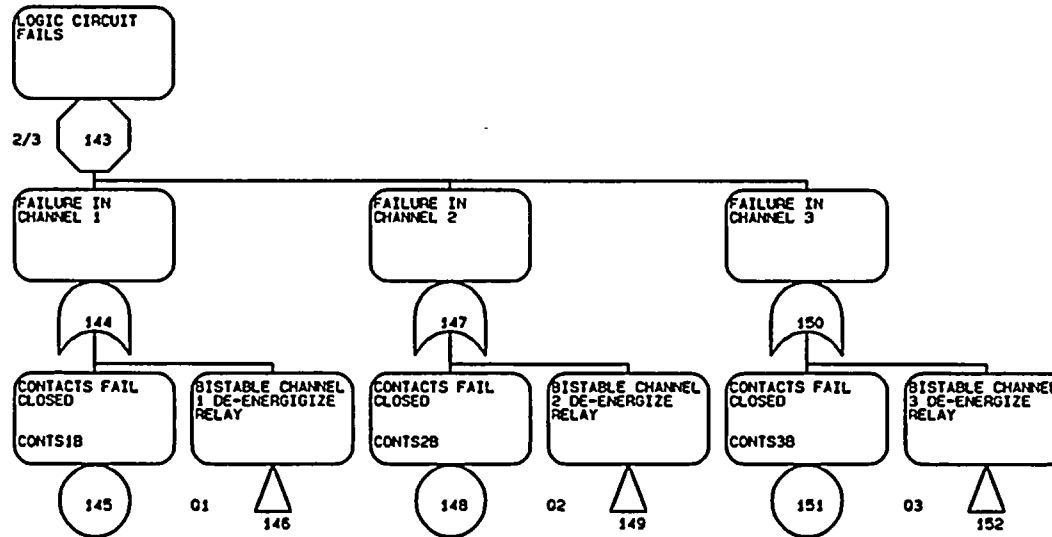 LOGIC CIRCUIT
FAILS
2/3
143
FAILURE IN
CHANNEL 1
FAILURE IN
CHANNEL 2
FAILURE IN
CHANNEL 3
144
147
150
CONTACTS FAIL
CLOSED
CONTS1B
BISTABLE CHANNEL
1 DE-ENERGIGIZE
RELAY
CONTACTS FAIL
CLOSED
CONTS2B
BISTABLE CHANNEL
2 DE-ENERGIZE
RELAY
CONTACTS FAIL
CLOSED
CONTS3B
BISTABLE CHANNEL
3 DE-ENERGIZE
RELAY
145
Q1
146
148
Q2
149
151
Q3
152